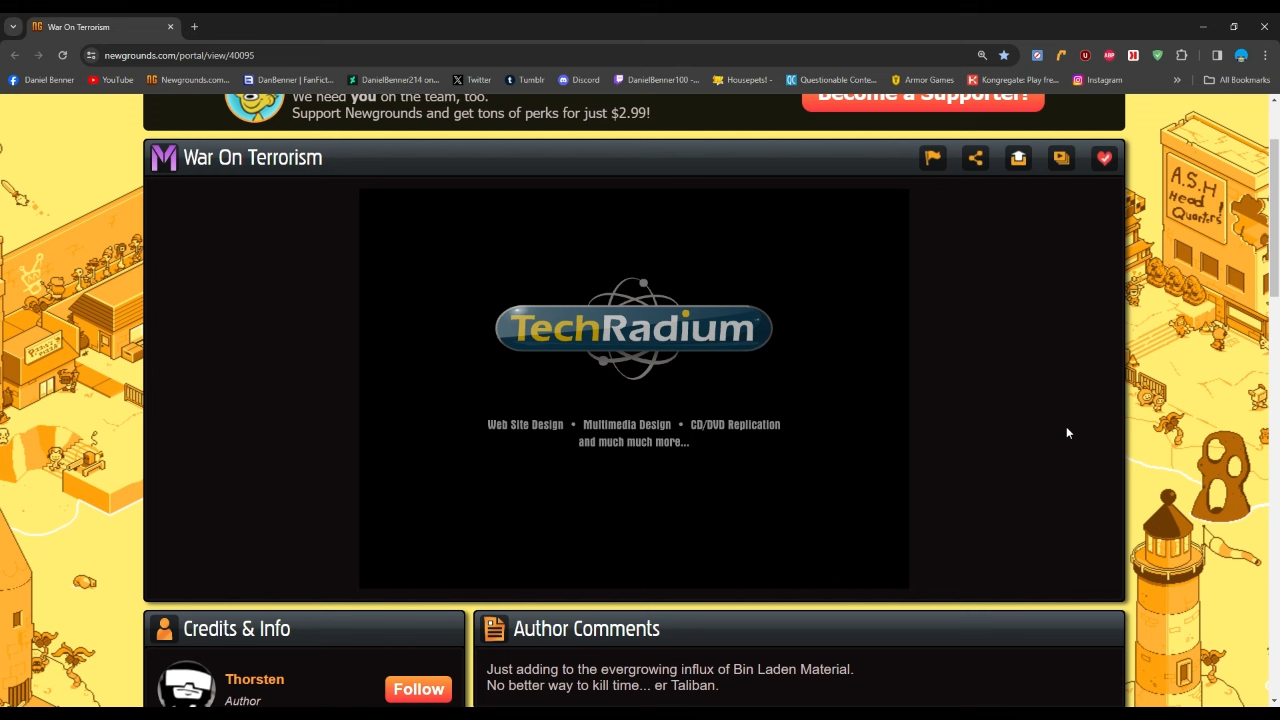 War On Terrorism
newgrounds.com/portal/view/40095
Daniel Benner
YouTube
Newgrounds.com...
DanBenner | FanFict...
DanielBenner214 on...
Twitter
Tumblr
Discord
DanielBenner100 -...
Housepets! -
Questionable Conte...
Armor Games
Kongregate: Play fre...
Instagram
»
All Bookmarks
We need you on the team, too.
Support Newgrounds and get tons of perks for just $2.99!
Become a Supporter!
War On Terrorism
A.S.H
Head !
Quarters
TechRadium
Web Site Design • Multimedia Design • CD/DVD Replication
and much much more...
Credits & Info
Author Comments
Thorsten
Author
Follow
Just adding to the evergrowing influx of Bin Laden Material.
No better way to kill time... er Taliban.